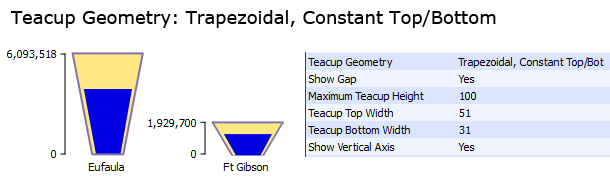 Teacup Geometry: Trapezoidal, Constant Top/Bottom
6,093,518
0
Eufaula
1,929,700
0
Ft Gibson
Teacup Geometry Trapezoidal, Constant Top/Bot
Show Gap Yes
Maximum Teacup Height 100
Teacup Top Width 51
Teacup Bottom Width 31
Show Vertical Axis Yes